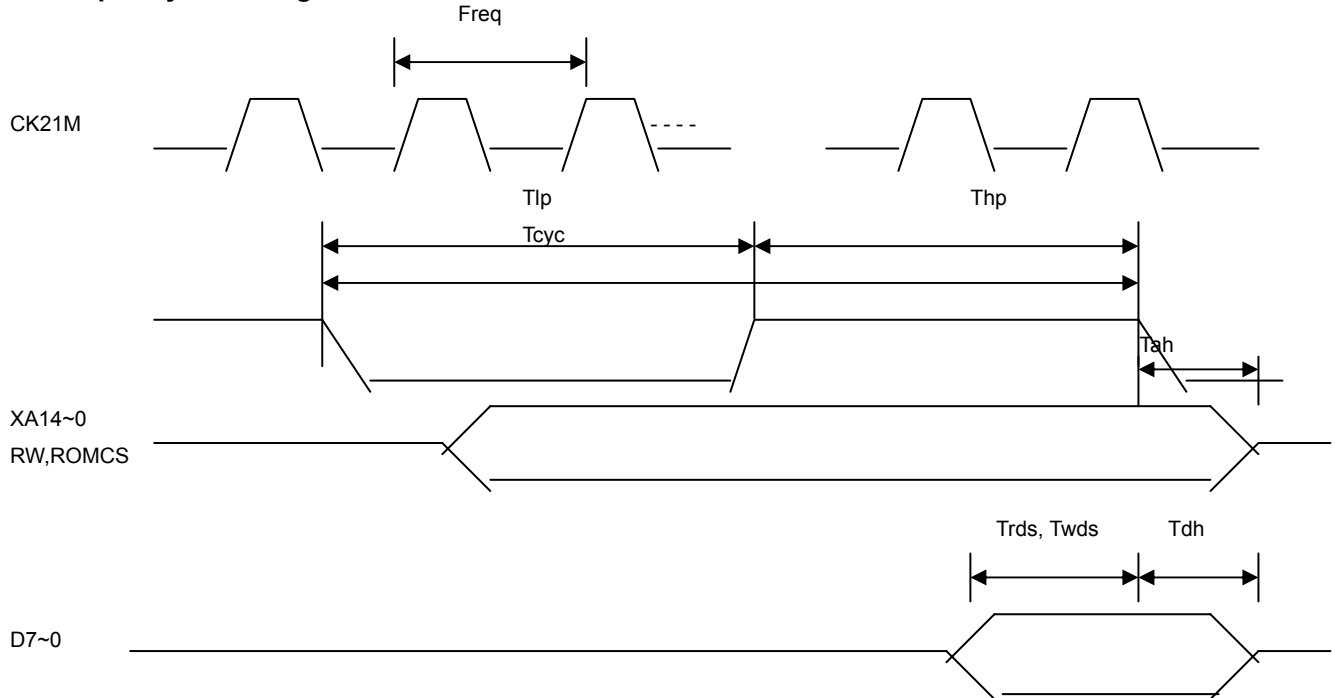 Freq
CK21M
Tlp
Thp
Tcyc
Tah
XA14~0
RW,ROMCS
Trds, Twds
Tdh
D7~0